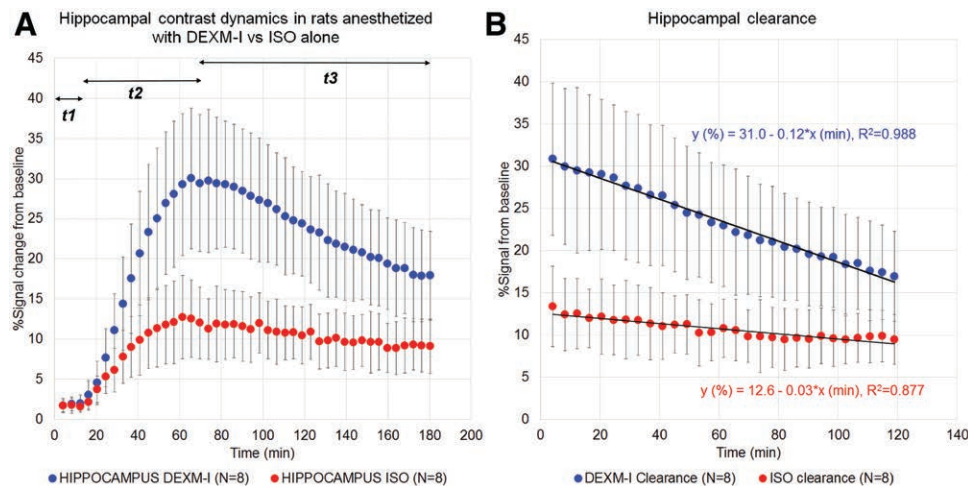 A
Hippocampal contrast dynamics in rats anesthetized
with DEXM-I vs ISO alone
%Signal change from baseline
45
40
35
30
25
20
15
10
5
0
t1
t2
t3
0 20 40 60 80 100 120 140 160 180 200
Time (min)
HIPPOCAMPUS DEXM-I (N=8) HIPPOCAMPUS ISO (N=8)
B
Hippocampal clearance
%Signal from baseline
45
40
35
30
25
20
15
10
5
0
y (%) = 31.0 - 0.12*x (min), R²=0.988
y (%) = 12.6 - 0.03*x (min), R²=0.877
0 20 40 60 80 100 120 140
Time (min)
DEXM-I Clearance (N=8) ISO clearance (N=8)